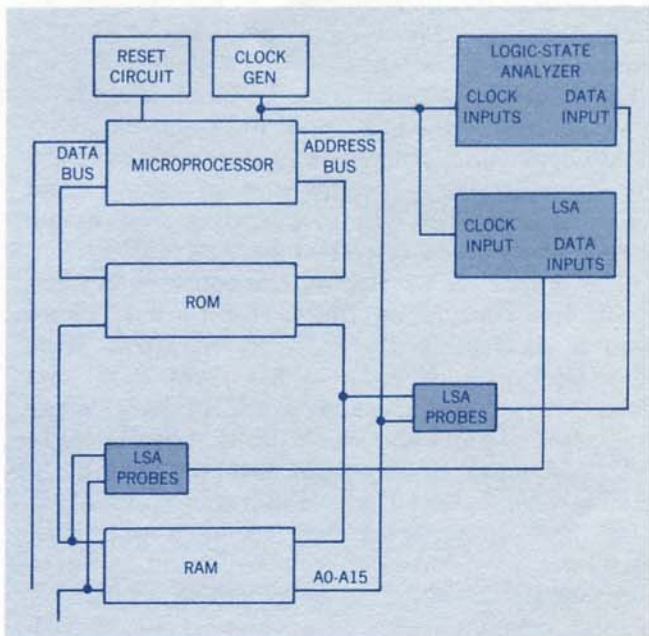 RESET
CIRCUIT
CLOCK
GEN
LOGIC-STATE
ANALYZER
CLOCK
INPUTS
DATA
INPUT
DATA
BUS
MICROPROCESSOR
ADDRESS
BUS
LSA
CLOCK
INPUT
DATA
INPUTS
ROM
LSA
PROBES
LSA
PROBES
RAM
A0-A15